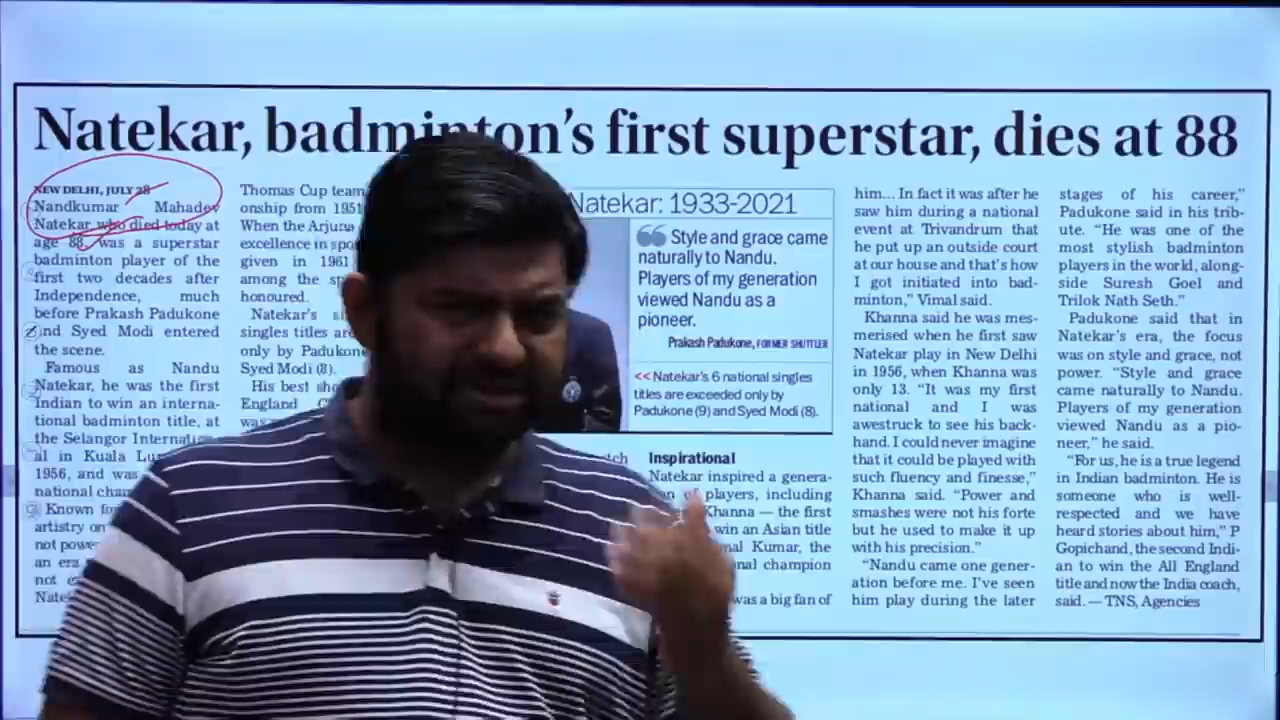 Natekar, badminton's first superstar, dies at 88
NEW DELHI, JULY 28
Nandkumar Mahadev
Natekar, who died today at
age 88, was a superstar
badminton player of the
first two decades after
Independence, much
before Prakash Padukone
and Syed Modi entered
the scene.
Famous as Nandu
Natekar, he was the first
Indian to win an interna-
tional badminton title, at
the Selangor Internati
al in Kuala Lu
1956, and was
national cham
Known fo
artistry on
not powe
an era
not
Nate
Thomas Cup team
onship from 1951
When the Arjuna
excellence in spo
given in 1961
among the sp
honoured.
Natekar's
singles titles are
only by Padukone
Syed Modi (8).
His best sho
England C
was
Natekar: 1933-2021
Style and grace came
naturally to Nandu.
Players of my generation
viewed Nandu as a
pioneer.
Prakash Padukone, FORMER SHUTTLER
<< Natekar's 6 national singles
titles are exceeded only by
Padukone (9) and Syed Modi (8).
Inspirational
Natekar inspired a genera-
players, including
Khanna — the first
win an Asian title
mal Kumar, the
nal champion
was a big fan of
him... In fact it was after he
saw him during a national
event at Trivandrum that
he put up an outside court
at our house and that's how
I got initiated into bad-
minton," Vimal said.
Khanna said he was mes-
merised when he first saw
Natekar play in New Delhi
in 1956, when Khanna was
only 13. "It was my first
national and I was
awestruck to see his back-
hand. I could never imagine
that it could be played with
such fluency and finesse,"
Khanna said. "Power and
smashes were not his forte
but he used to make it up
with his precision."
"Nandu came one gener-
ation before me. I've seen
him play during the later
stages of his career,"
Padukone said in his trib-
ute. "He was one of the
most stylish badminton
players in the world, along-
side Suresh Goel and
Trilok Nath Seth."
Padukone said that in
Natekar's era, the focus
was on style and grace, not
power. "Style and grace
came naturally to Nandu.
Players of my generation
viewed Nandu as a pio-
neer," he said.
"For us, he is a true legend
in Indian badminton. He is
someone who is well-
respected and we have
heard stories about him," P
Gopichand, the second Indi-
an to win the All England
title and now the India coach,
said. — TNS, Agencies